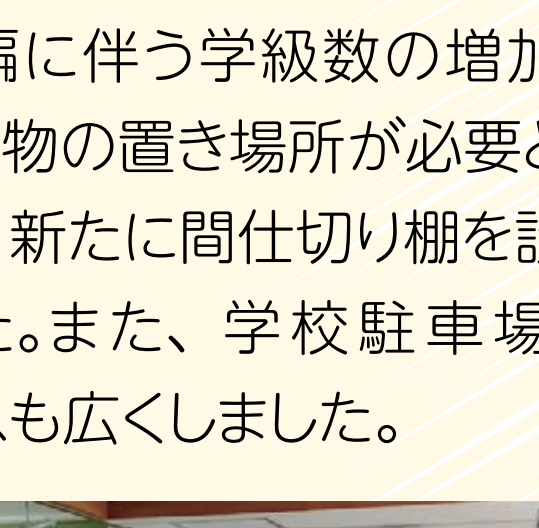 に伴う学級数の増加
物の置き場所が必要と
新たに間仕切り棚を設
た。また、学校駐車場
も広くしました。